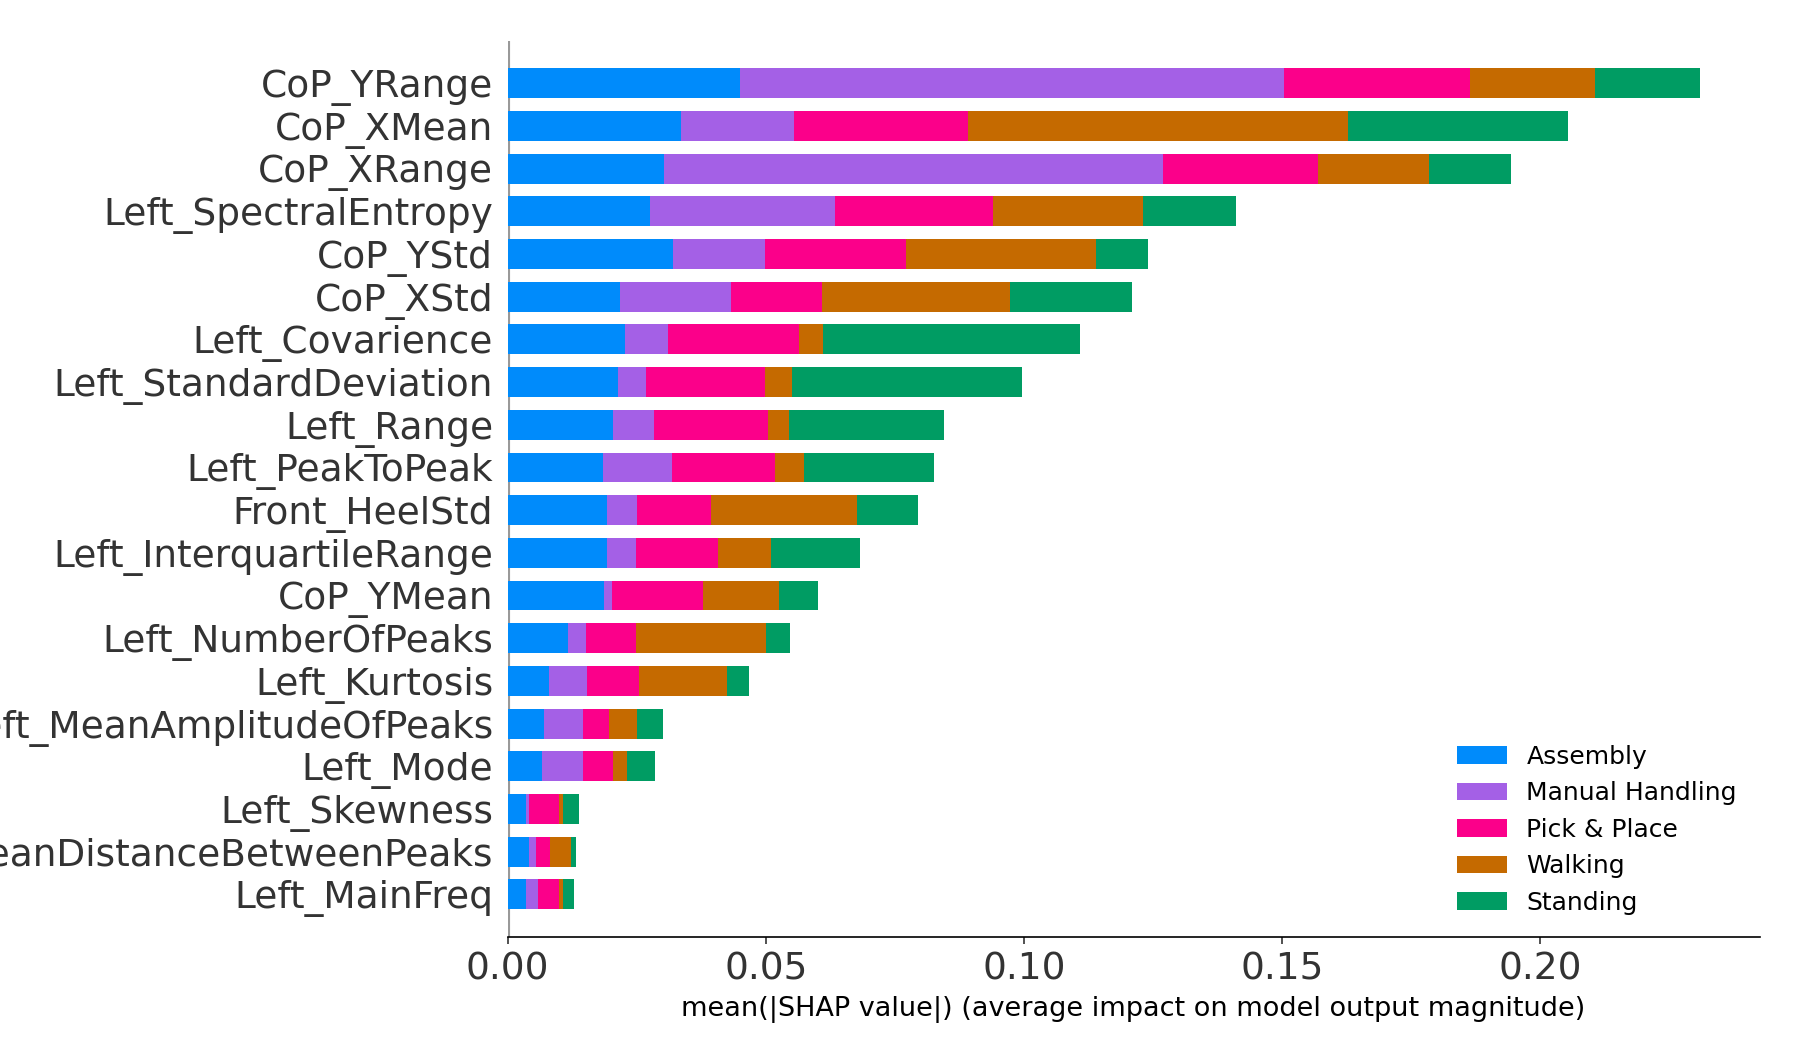 CoP_YRange
CoP_XMean
CoP_XRange
Left_SpectralEntropy
CoP_YStd
CoP_XStd
Left_Covarience
Left_StandardDeviation
Left_Range
Left_PeakToPeak
Front_HeelStd
Left_InterquartileRange
CoP_YMean
Left_NumberOfPeaks
Left_Kurtosis
eft_MeanAmplitudeOfPeaks
Left_Mode
Left_Skewness
eanDistanceBetweenPeaks
Left_MainFreq
Assembly
Manual Handling
Pick & Place
Walking
Standing
0.00 0.05 0.10 0.15 0.20
mean(|SHAP value|) (average impact on model output magnitude)